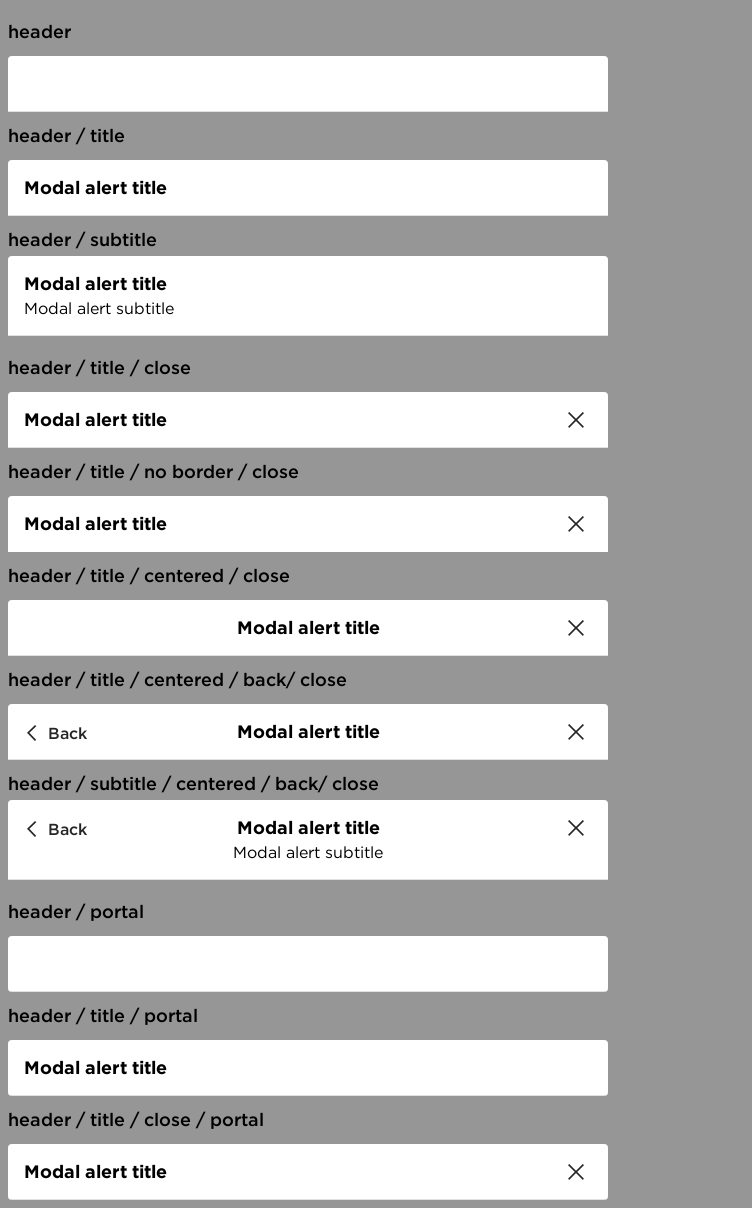 header
header / title
Modal alert title
header / subtitle
Modal alert title
Modal alert subtitle
header / title / close
Modal alert title
header / title / no border / close
Modal alert title
header / title / centered / close
Modal alert title
header / title / centered / back/ close
Back Modal alert title
header / subtitle / centered / back/ close
Back Modal alert title
Modal alert subtitle
header / portal
header / title / portal
Modal alert title
header / title / close / portal
Modal alert title